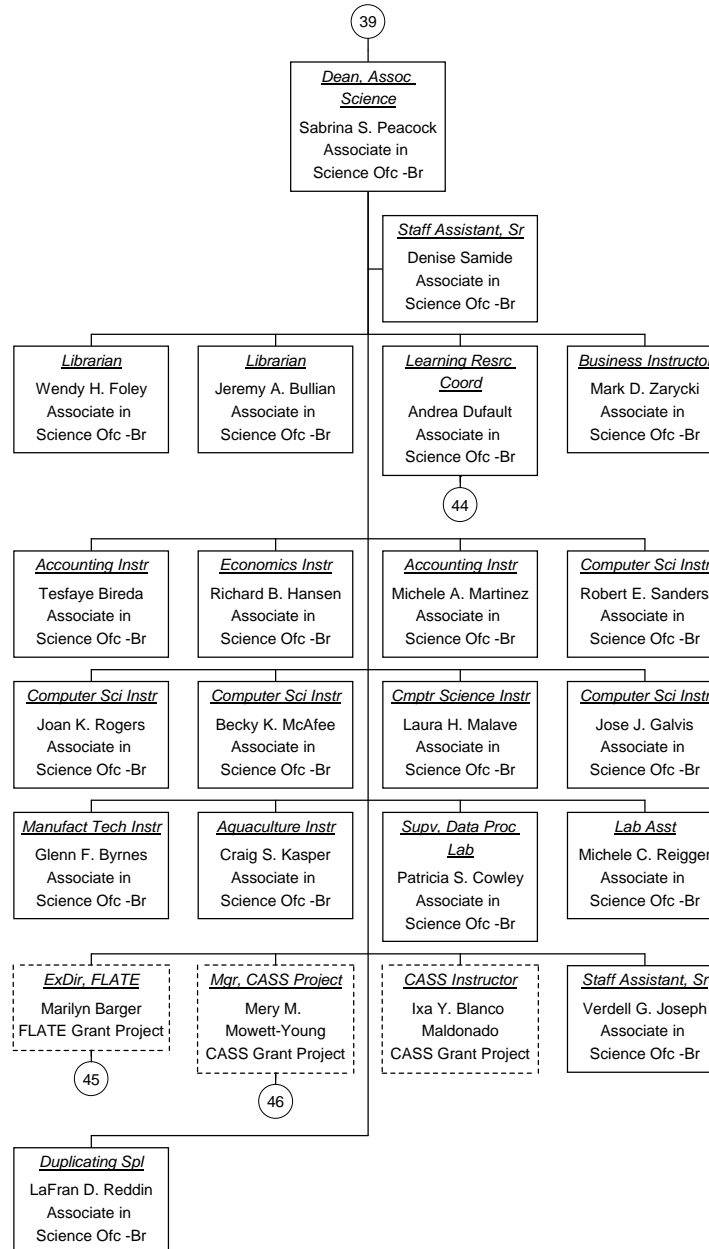 39
Dean, Assoc
Science
Sabrina S. Peacock
Associate in
Science Ofc -Br
Staff Assistant, Sr
Denise Samide
Associate in
Science Ofc -Br
Librarian
Wendy H. Foley
Associate in
Science Ofc -Br
Librarian
Jeremy A. Bullian
Associate in
Science Ofc -Br
Learning Resrc
Coord
Andrea Dufault
Associate in
Science Ofc -Br
44
Business Instructor
Mark D. Zarycki
Associate in
Science Ofc -Br
Accounting Instr
Tesfaye Bireda
Associate in
Science Ofc -Br
Economics Instr
Richard B. Hansen
Associate in
Science Ofc -Br
Accounting Instr
Michele A. Martinez
Associate in
Science Ofc -Br
Computer Sci Instr
Robert E. Sanders
Associate in
Science Ofc -Br
Computer Sci Instr
Joan K. Rogers
Associate in
Science Ofc -Br
Computer Sci Instr
Becky K. McAfee
Associate in
Science Ofc -Br
Cmptr Science Instr
Laura H. Malave
Associate in
Science Ofc -Br
Computer Sci Instr
Jose J. Galvis
Associate in
Science Ofc -Br
Manufact Tech Instr
Glenn F. Byrnes
Associate in
Science Ofc -Br
Aquaculture Instr
Craig S. Kasper
Associate in
Science Ofc -Br
Supv, Data Proc
Lab
Patricia S. Cowley
Associate in
Science Ofc -Br
Lab Asst
Michele C. Reigger
Associate in
Science Ofc -Br
ExDir, FLATE
Marilyn Barger
FLATE Grant Project
45
Mgr, CASS Project
Mery M.
Mowett-Young
CASS Grant Project
46
CASS Instructor
Ixa Y. Blanco
Maldonado
CASS Grant Project
Staff Assistant, Sr
Verdell G. Joseph
Associate in
Science Ofc -Br
Duplicating Spl
LaFran D. Reddin
Associate in
Science Ofc -Br